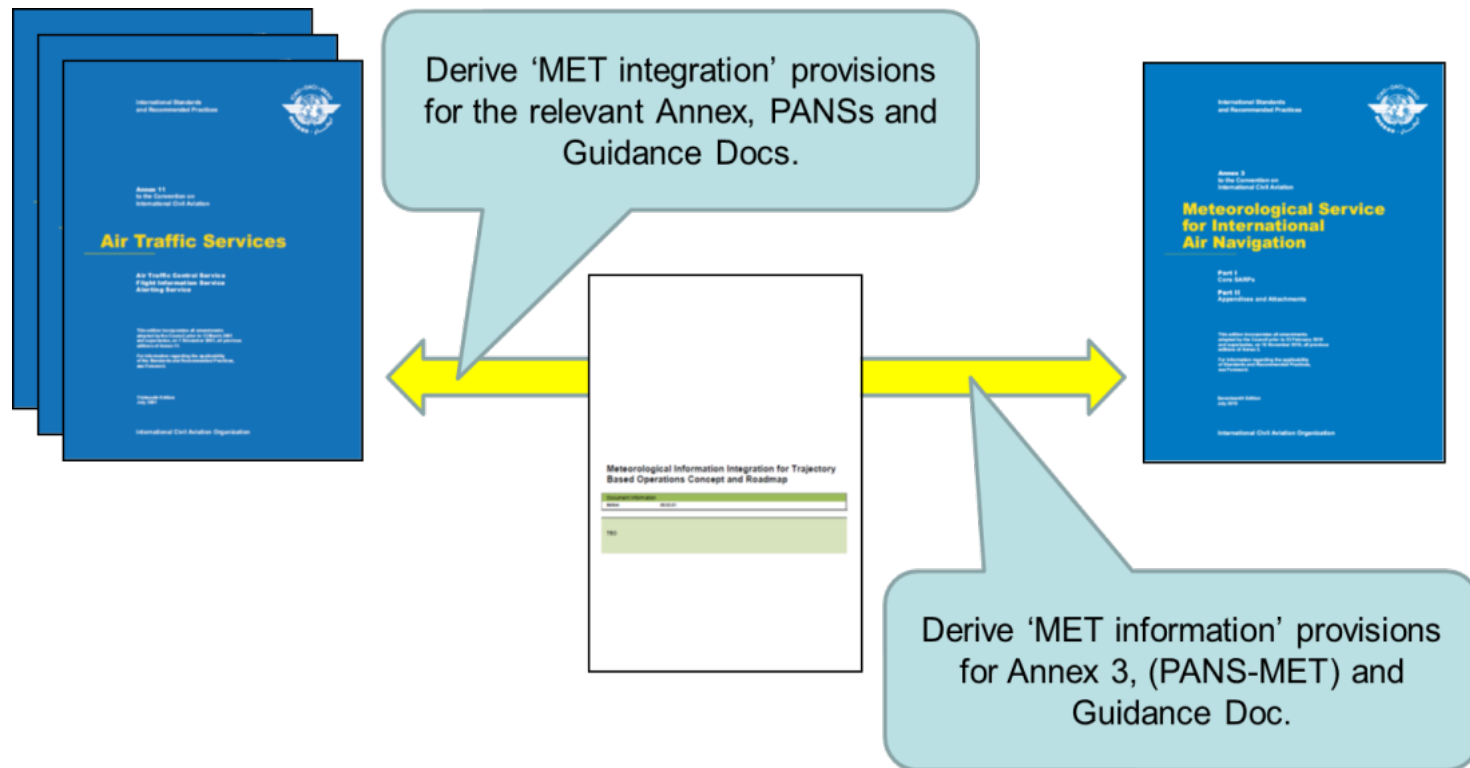 International Standards
and Recommended Practices
Annex 11
to the Convention on
International Civil Aviation
Air Traffic Services
Air Traffic Control Service
Flight Information Service
Alerting Service
International Civil Aviation Organization
Derive ‘MET integration’ provisions
for the relevant Annex, PANSs and
Guidance Docs.
Meteorological Information Integration for Trajectory
Based Operations Concept and Roadmap
Document information
TBO
International Standards
and Recommended Practices
Annex 3
to the Convention on
International Civil Aviation
Meteorological Service
for International
Air Navigation
Part I
Core SARPs
Part II
Appendices and Attachments
International Civil Aviation Organization
Derive ‘MET information’ provisions
for Annex 3, (PANS-MET) and
Guidance Doc.